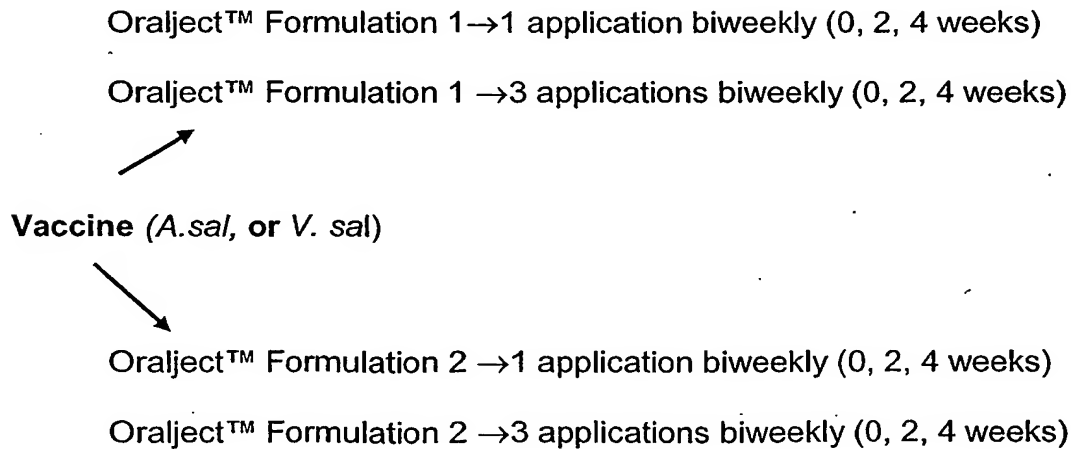 Oralject™ Formulation 1→1 application biweekly (0, 2, 4 weeks)
Oralject™ Formulation 1 →3 applications biweekly (0, 2, 4 weeks)
Vaccine (A.sal, or V. sal)
Oralject™ Formulation 2 →1 application biweekly (0, 2, 4 weeks)
Oralject™ Formulation 2 →3 applications biweekly (0, 2, 4 weeks)